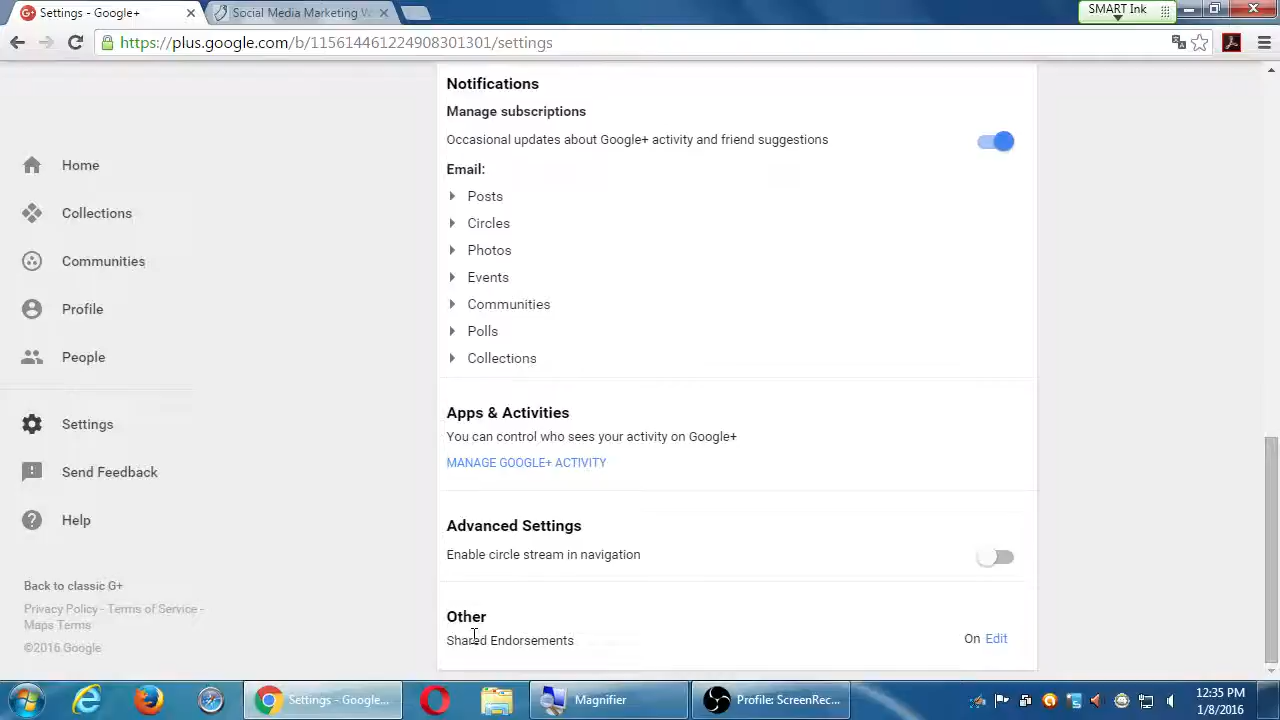 Settings - Google+
Social Media Marketing W
SMART Ink
https://plus.google.com/b/115614461224908301301/settings
Notifications
Manage subscriptions
Occasional updates about Google+ activity and friend suggestions
Email:
Posts
Circles
Photos
Events
Communities
Polls
Collections
Apps & Activities
You can control who sees your activity on Google+
MANAGE GOOGLE+ ACTIVITY
Advanced Settings
Enable circle stream in navigation
Other
Shared Endorsements
On Edit
Home
Collections
Communities
Profile
People
Settings
Send Feedback
Help
Back to classic G+
Privacy Policy - Terms of Service -
Maps Terms
©2016 Google
Settings - Google...
Magnifier
Profile: ScreenRec...
12:35 PM
1/8/2016